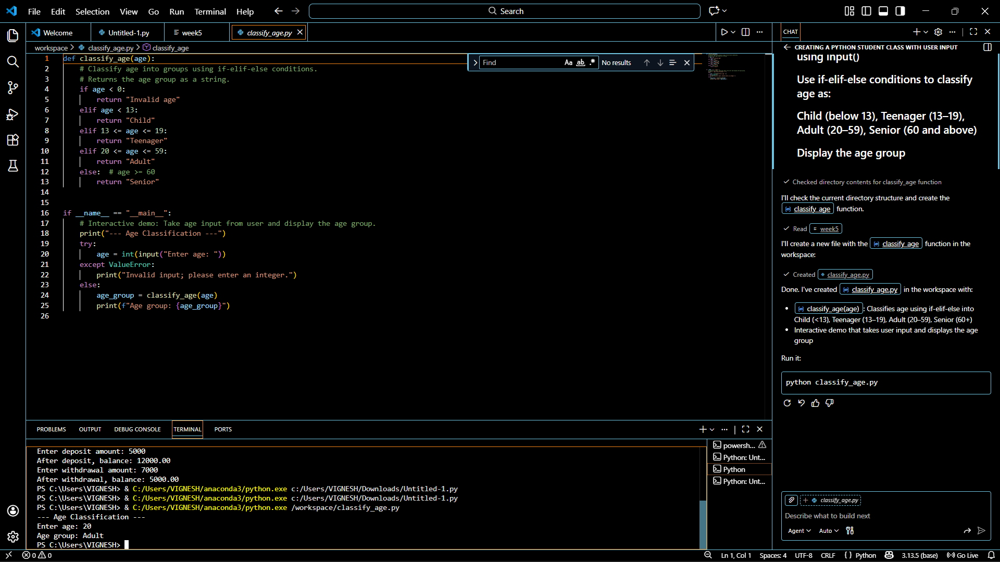 File Edit Selection View Go Run Terminal Help
Search
Welcome
Untitled-1.py
week5
classify_age.py
workspace > classify_age.py > classify_age
Find
Aa ab .*
No results
1 def classify_age(age):
2 # Classify age into groups using if-elif-else conditions.
3 # Returns the age group as a string.
4 if age < 0:
5 return "Invalid age"
6 elif age < 13:
7 return "Child"
8 elif 13 <= age <= 19:
9 return "Teenager"
10 elif 20 <= age <= 59:
11 return "Adult"
12 else: # age >= 60
13 return "Senior"
14
15
16 if __name__ == "__main__":
17 # Interactive demo: Take age input from user and display the age group.
18 print("--- Age Classification ---")
19 try:
20 age = int(input("Enter age: "))
21 except ValueError:
22 print("Invalid input; please enter an integer.")
23 else:
24 age_group = classify_age(age)
25 print(f"Age group: {age_group}")
26
PROBLEMS OUTPUT DEBUG CONSOLE TERMINAL PORTS
Enter deposit amount: 5000
After deposit, balance: 12000.00
Enter withdrawal amount: 7000
After withdrawal, balance: 5000.00
PS C:\Users\VIGNESH> & C:/Users/VIGNESH/anaconda3/python.exe c:/Users/VIGNESH/Downloads/Untitled-1.py
PS C:\Users\VIGNESH> & C:/Users/VIGNESH/anaconda3/python.exe c:/Users/VIGNESH/Downloads/Untitled-1.py
PS C:\Users\VIGNESH> & C:/Users/VIGNESH/anaconda3/python.exe /workspace/classify_age.py
--- Age Classification ---
Enter age: 20
Age group: Adult
PS C:\Users\VIGNESH>
powersh...
Python: Unt...
Python
Python: Unt...
CHAT
CREATING A PYTHON STUDENT CLASS WITH USER INPUT
using input()
Use if-elif-else conditions to classify
age as:
Child (below 13), Teenager (13–19),
Adult (20–59), Senior (60 and above)
Display the age group
Checked directory contents for classify_age function
I'll check the current directory structure and create the
classify_age function.
Read week5
I'll create a new file with the classify_age function in the
workspace:
Created classify_age.py
Done. I've created classify_age.py in the workspace with:
• classify_age(age): Classifies age using if-elif-else into
Child (<13), Teenager (13–19), Adult (20–59), Senior (60+)
• Interactive demo that takes user input and displays the age
group
Run it:
python classify_age.py
classify_age.py
Describe what to build next
Agent Auto
0 0
Ln 1, Col 1 Spaces: 4 UTF-8 CRLF {} Python 3.13.5 (base) Go Live